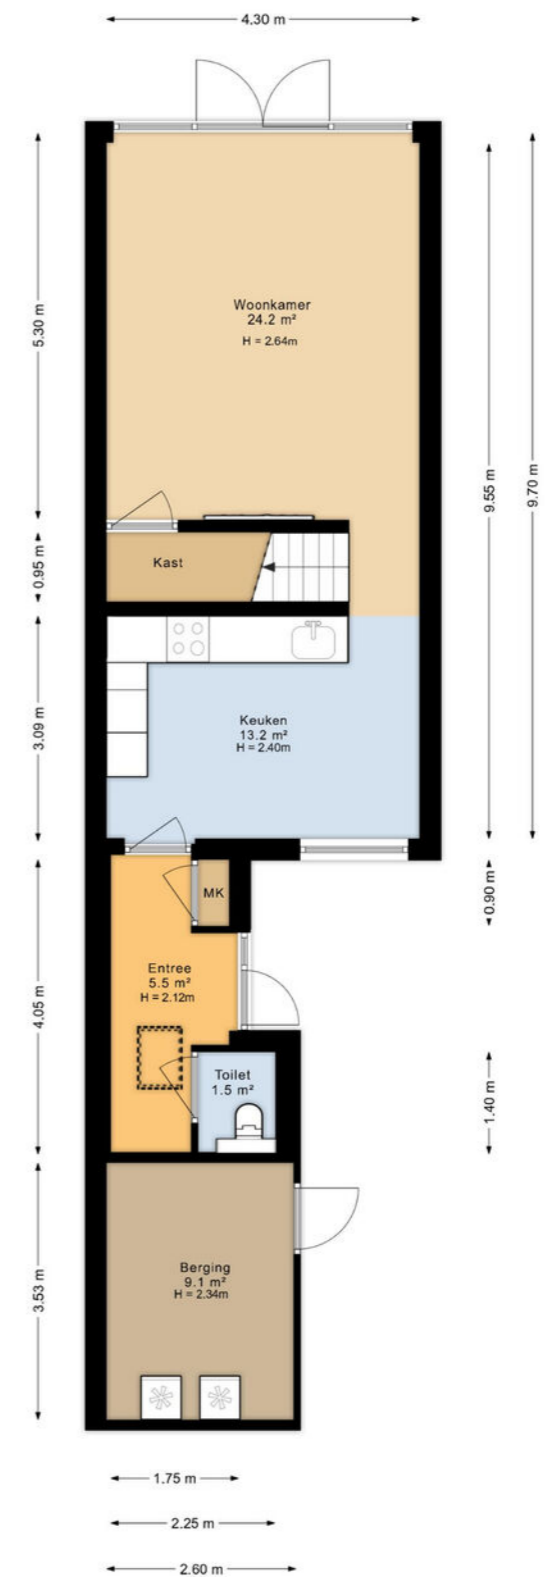 4.30 m
5.30 m
Woonkamer
24.2 m²
H = 2.64m
9.55 m
9.70 m
0.95 m
Kast
3.09 m
Keuken
13.2 m²
H = 2.40m
MK
0.90 m
4.05 m
Entree
5.5 m²
H = 2.12m
Toilet
1.5 m²
1.40 m
3.53 m
Berging
9.1 m²
H = 2.34m
1.75 m
2.25 m
2.60 m